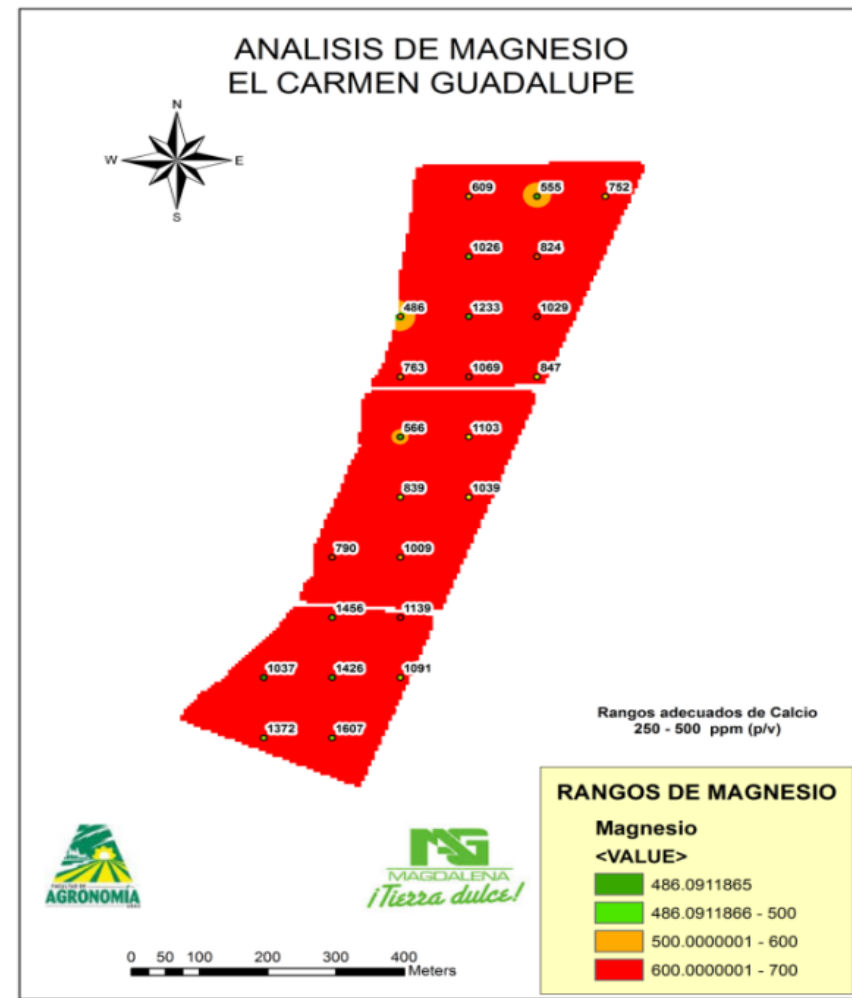 ANALISIS DE MAGNESIO
EL CARMEN GUADALUPE
N
W
E
S
609
555
752
1026
824
486
1233
1029
763
1069
847
566
1103
839
1039
790
1009
1456
1139
1037
1426
1091
1372
1607
Rangos adecuados de Calcio
250 - 500 ppm (p/v)
RANGOS DE MAGNESIO
Magnesio
<VALUE>
486.0911865
486.0911866 - 500
500.0000001 - 600
600.0000001 - 700
FACULTAD DE
AGRONOMIA
MAG
MAGDALENA
¡Tierra dulce!
0 50 100 200 300 400
Meters